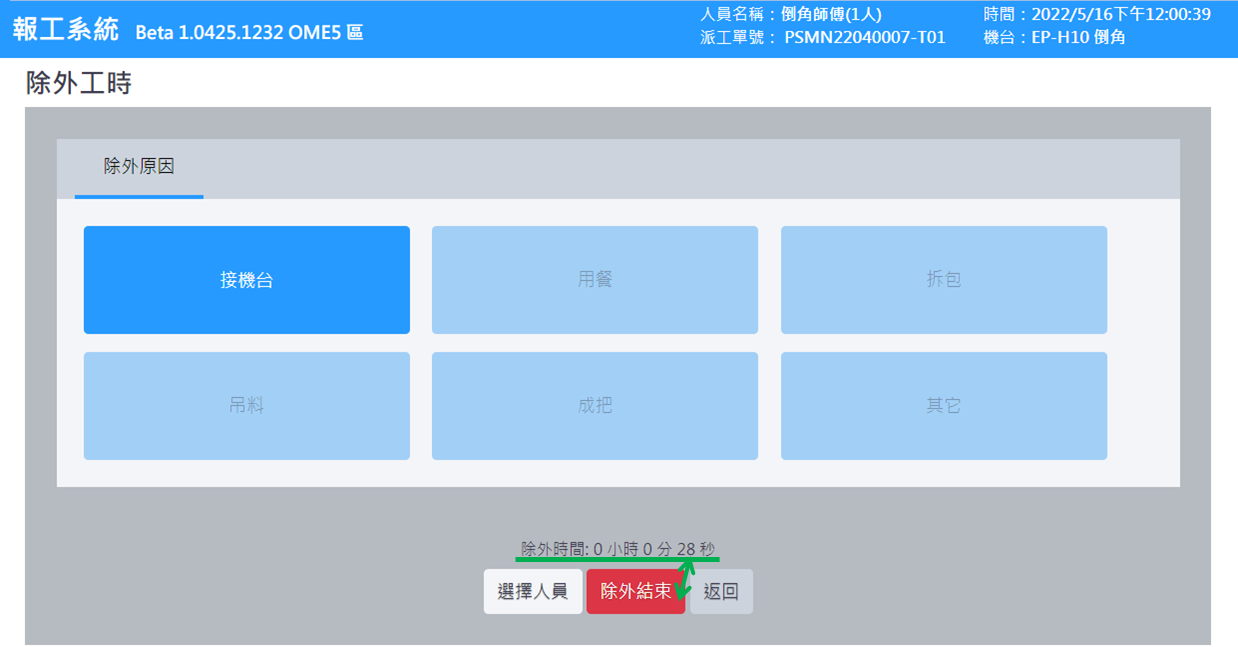 報工系統 Beta 1.0425.1232 OME5 區
人員名稱：倒角師傅(1人) 時間：2022/5/16下午12:00:39
派工單號： PSMN22040007-T01 機台：EP-H10 倒角
除外工時
除外原因
接機台 用餐 拆包
吊料 成把 其它
除外時間: 0 小時 0 分 28 秒
選擇人員 除外結束 返回